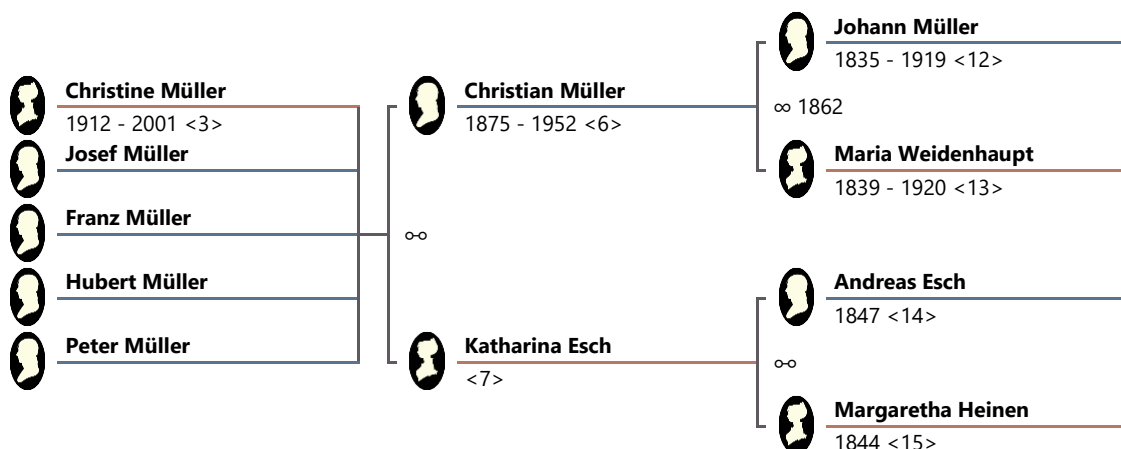 Christine Müller
1912 - 2001 <3>
Josef Müller
Franz Müller
Hubert Müller
Peter Müller
Christian Müller
1875 - 1952 <6>
⚯
Katharina Esch
<7>
Johann Müller
1835 - 1919 <12>
∞ 1862
Maria Weidenhaupt
1839 - 1920 <13>
Andreas Esch
1847 <14>
⚯
Margaretha Heinen
1844 <15>